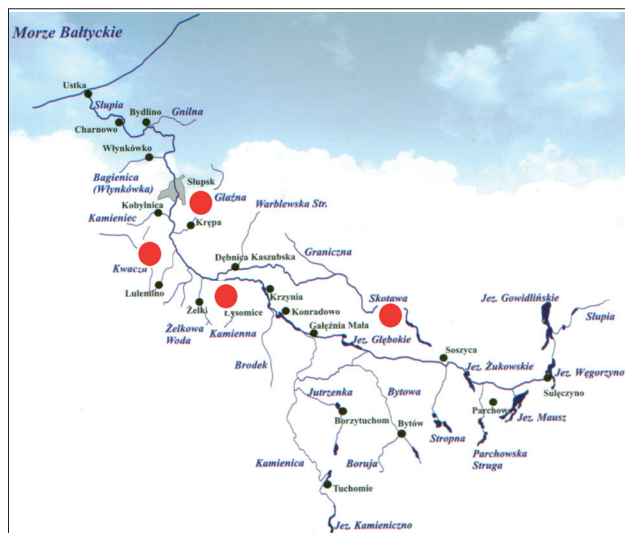 Morze Bałtyckie
Ustka
Słupia
Bydlino
Gnilna
Charnowo
Włynkówko
Bagienica
(Włynkówka)
Słupsk
Głaźna
Kobylnica
Kamieniec
Krępa
Warblewska Str.
Graniczna
Kwacza
Lulemino
Dębnica Kaszubska
Skotawa
Jez. Gowidlińskie
Słupia
Żelki
Łysomice
Krzynia
Konradowo
Żelkowa
Woda
Kamienna
Gałęźnia Mała
Jez. Głębokie
Brodek
Soszyca
Jez. Żukowskie
Jez. Węgorzyno
Sulęczyno
Jutrzenka
Bytowa
Borzytuchom
Bytów
Stropna
Parchowo
Jez. Mausz
Parchowska
Struga
Kamienica
Boruja
Tuchomie
Jez. Kamieniczno